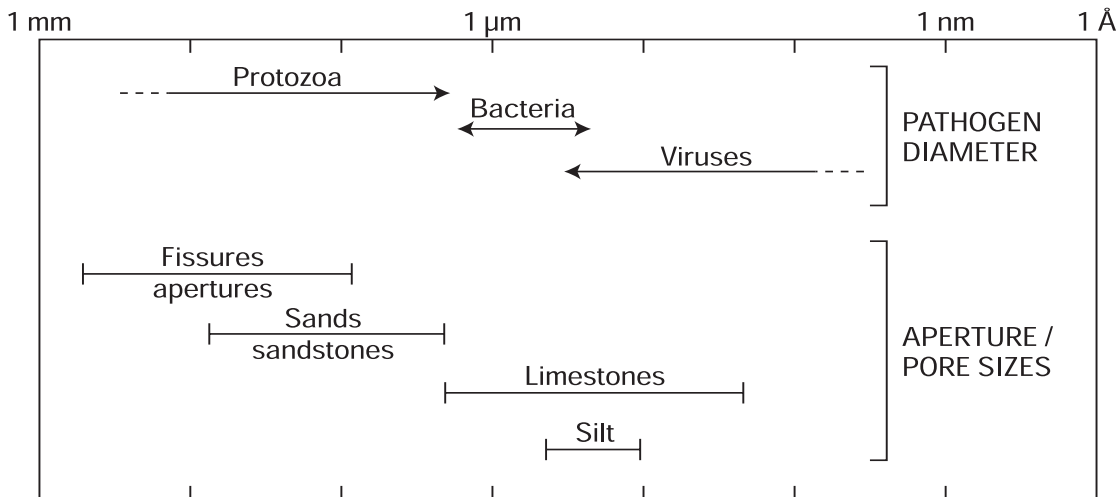 1 mm 1 µm 1 nm 1 Å
Protozoa
Bacteria
Viruses
PATHOGEN
DIAMETER
Fissures
apertures
Sands
sandstones
Limestones
Silt
APERTURE /
PORE SIZES